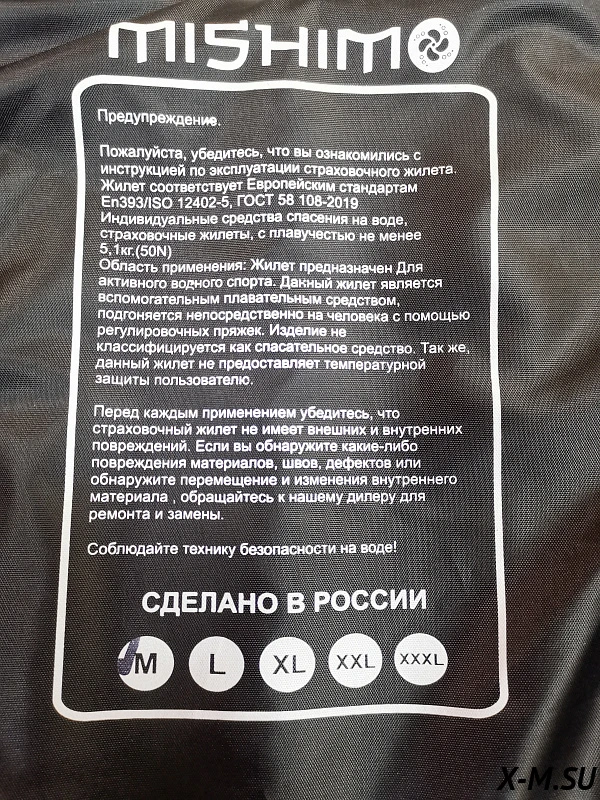 MISHIMO
Предупреждение.
Пожалуйста, убедитесь, что вы ознакомились с
инструкцией по эксплуатации страховочного жилета.
Жилет соответствует Европейским стандартам
En393/ISO 12402-5, ГОСТ 58 108-2019
Индивидуальные средства спасения на воде,
страховочные жилеты, с плавучестью не менее
5,1кг.(50N)
Область применения: Жилет предназначен Для
активного водного спорта. Данный жилет является
вспомогательным плавательным средством,
подгоняется непосредственно на человека с помощью
регулировочных пряжек. Изделие не
классифицируется как спасательное средство. Так же,
данный жилет не предоставляет температурной
защиты пользователю.
Перед каждым применением убедитесь, что
страховочный жилет не имеет внешних и внутренних
повреждений. Если вы обнаружите какие-либо
повреждения материалов, швов, дефектов или
обнаружите перемещение и изменения внутреннего
материала , обращайтесь к нашему дилеру для
ремонта и замены.
Соблюдайте технику безопасности на воде!
СДЕЛАНО В РОССИИ
M L XL XXL XXXL
X-M.SU